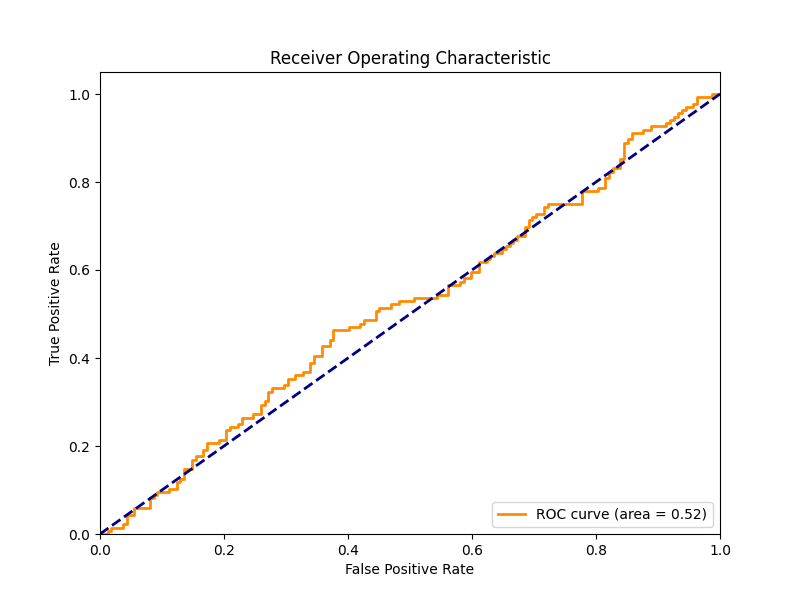 Receiver Operating Characteristic
True Positive Rate
1.0
0.8
0.6
0.4
0.2
0.0
ROC curve (area = 0.52)
0.0 0.2 0.4 0.6 0.8 1.0
False Positive Rate